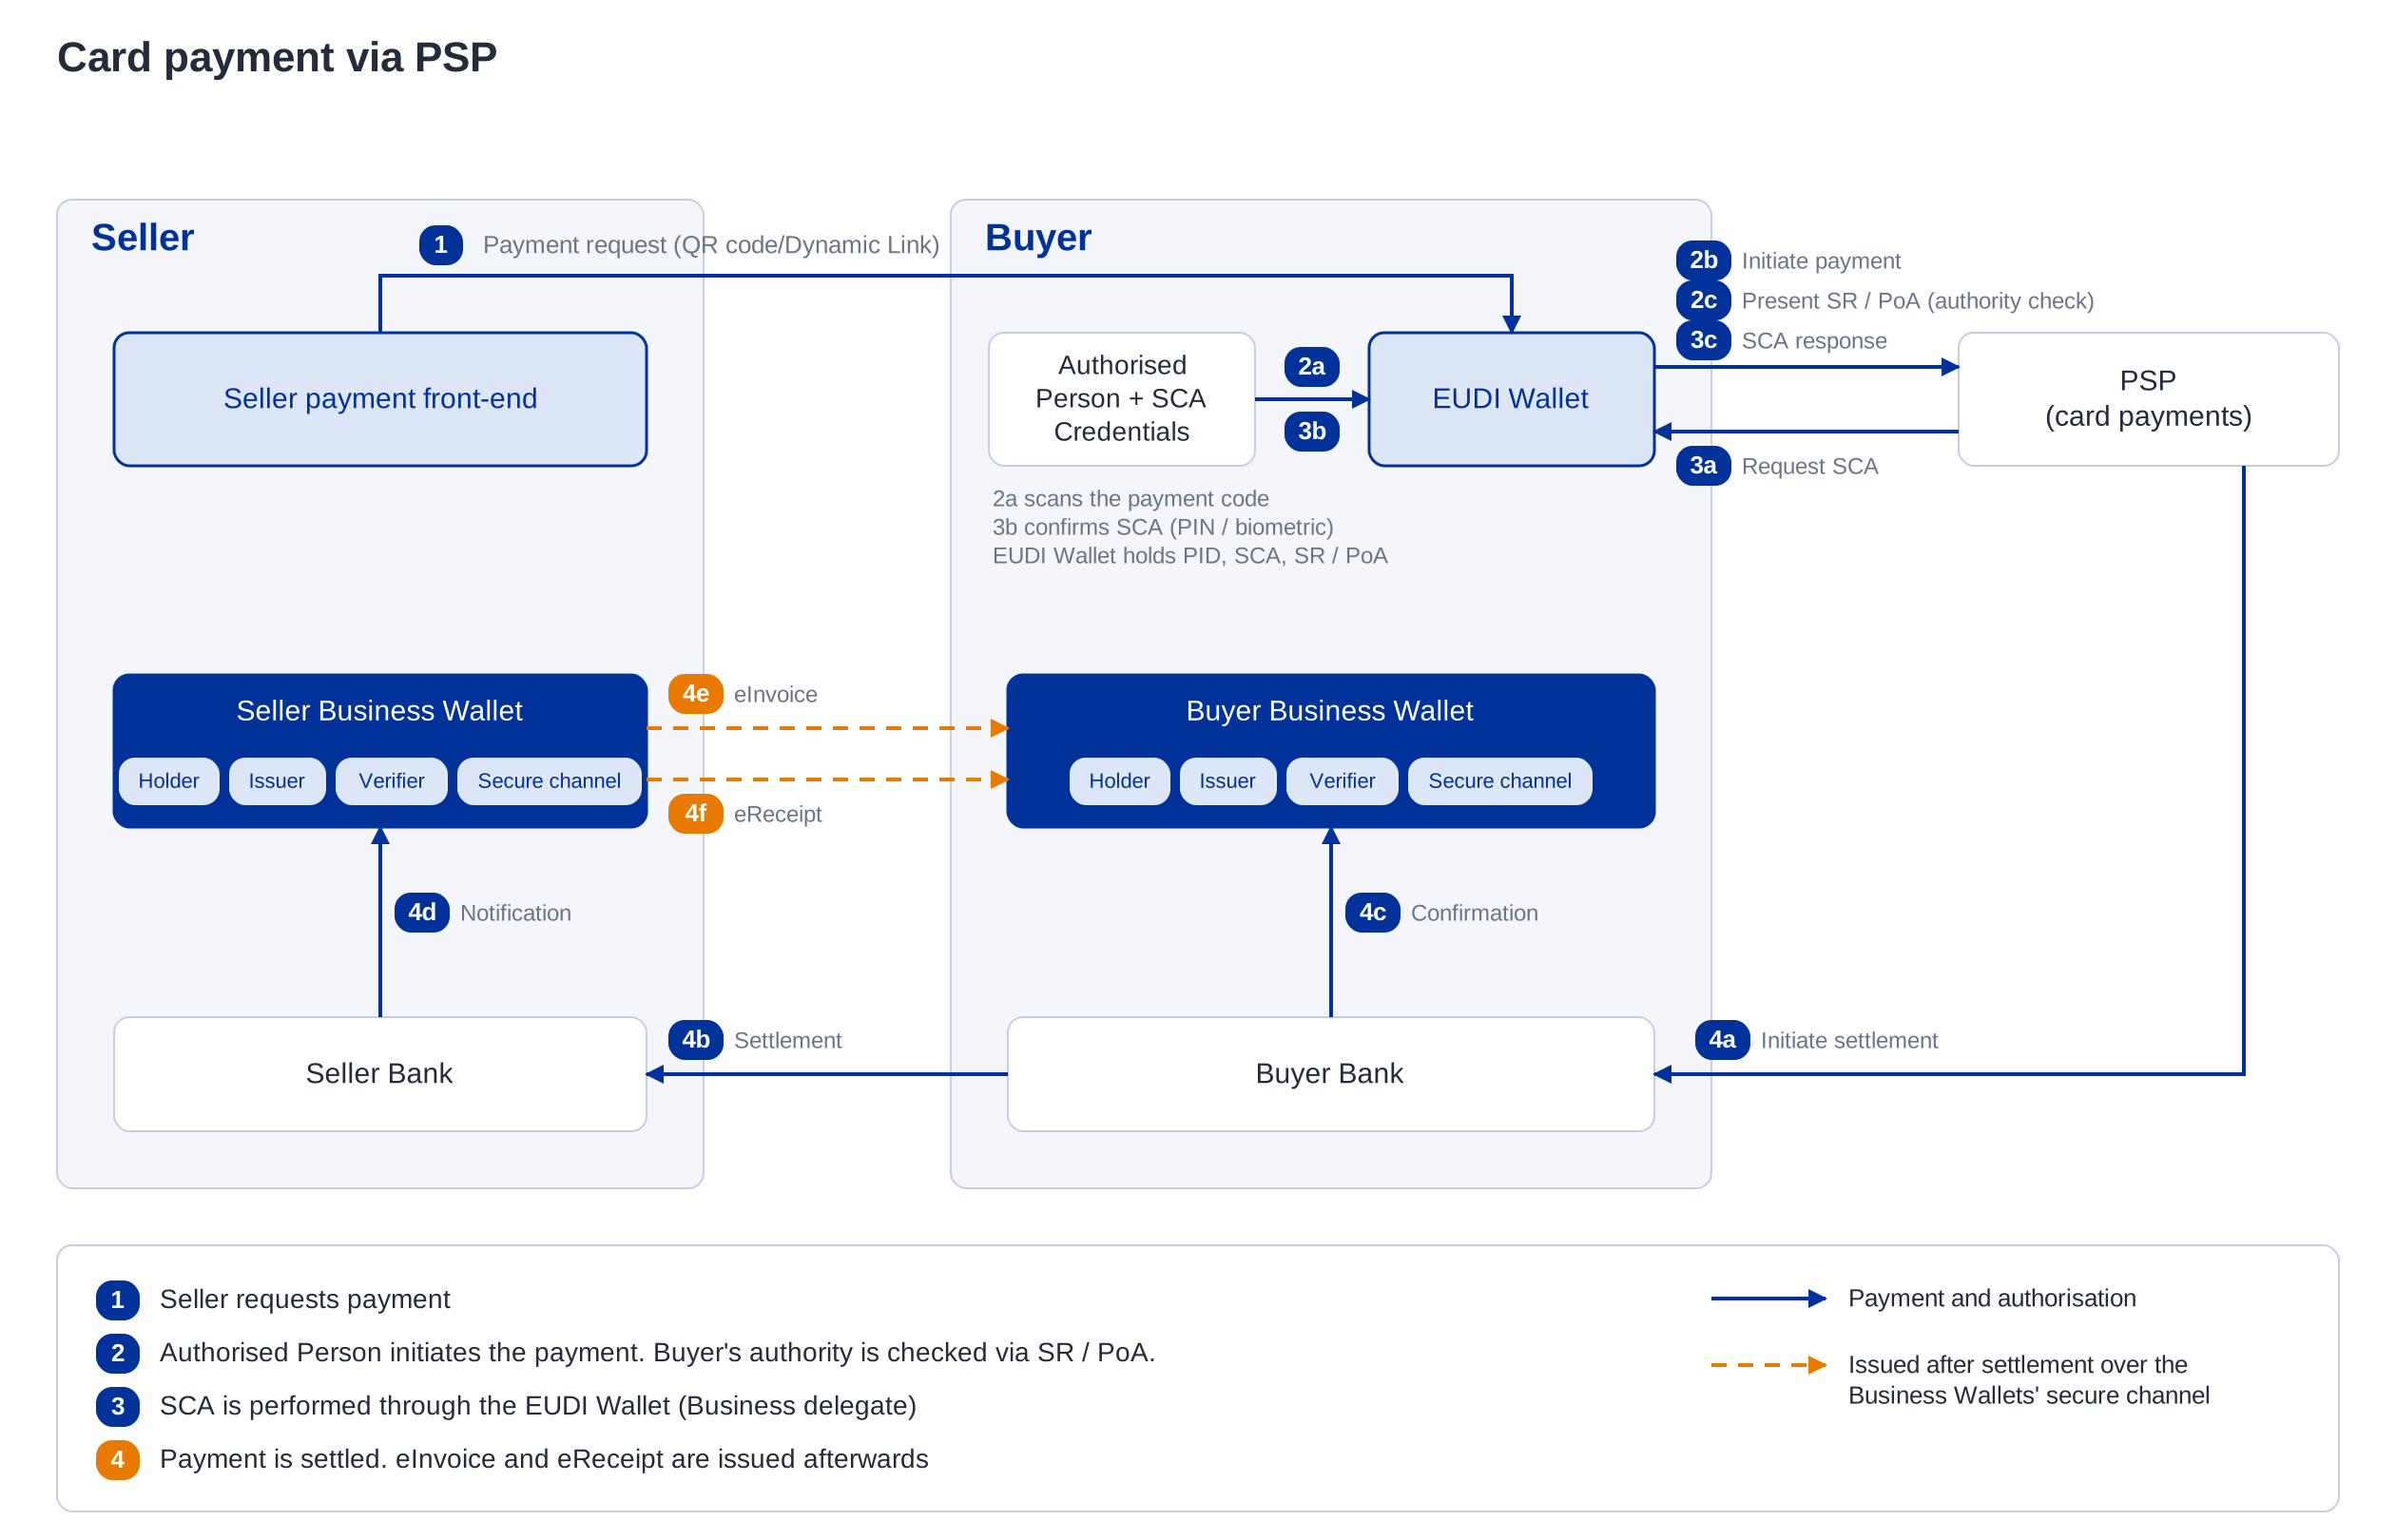 Card payment via PSP
Seller
1 Payment request (QR code/Dynamic Link)
Buyer
2b Initiate payment
2c Present SR / PoA (authority check)
3c SCA response
Seller payment front-end
Authorised
Person + SCA
Credentials
2a
3b
EUDI Wallet
PSP
(card payments)
3a Request SCA
2a scans the payment code
3b confirms SCA (PIN / biometric)
EUDI Wallet holds PID, SCA, SR / PoA
Seller Business Wallet
Holder Issuer Verifier Secure channel
4e eInvoice
4f eReceipt
Buyer Business Wallet
Holder Issuer Verifier Secure channel
4d Notification
4c Confirmation
Seller Bank
4b Settlement
Buyer Bank
4a Initiate settlement
1 Seller requests payment
2 Authorised Person initiates the payment. Buyer's authority is checked via SR / PoA.
3 SCA is performed through the EUDI Wallet (Business delegate)
4 Payment is settled. eInvoice and eReceipt are issued afterwards
Payment and authorisation
Issued after settlement over the
Business Wallets' secure channel